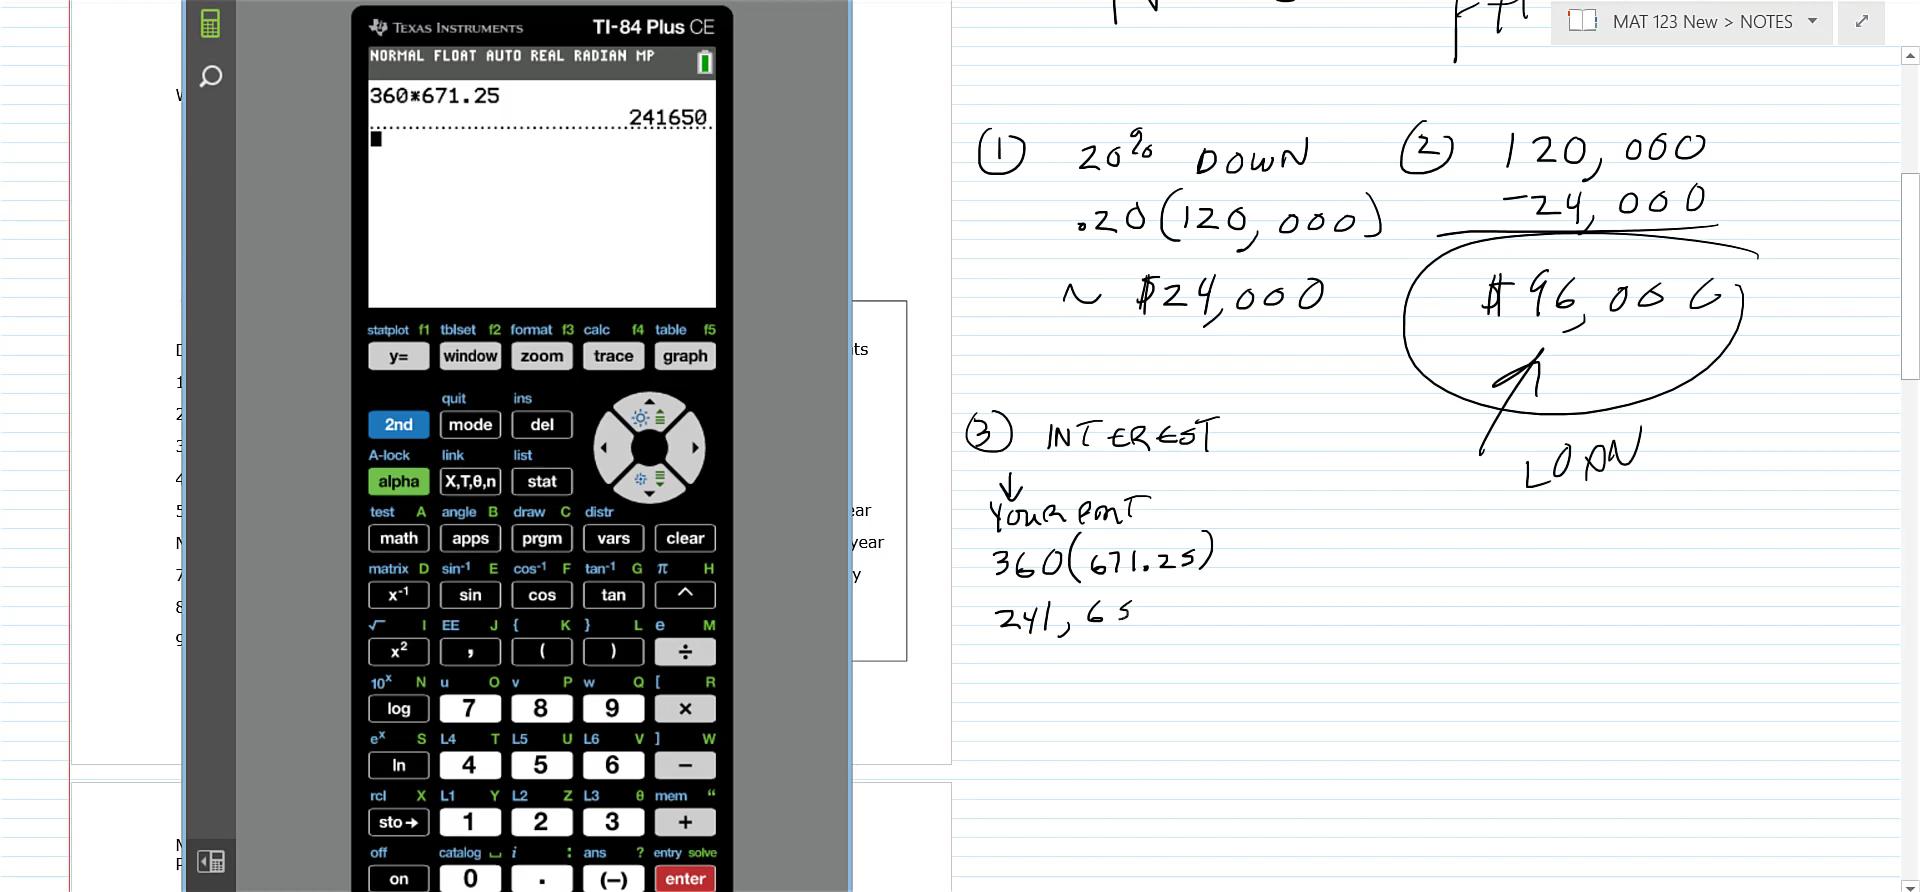 TEXAS INSTRUMENTS TI-84 Plus CE
NORMAL FLOAT AUTO REAL RADIAN MP
360*671.25
241650
statplot f1 tblset f2 format f3 calc f4 table f5
y= window zoom trace graph
quit ins
2nd mode del
A-lock link list
alpha X,T,θ,n stat
test A angle B draw C distr
math apps prgm vars clear
matrix D sin⁻¹ E cos⁻¹ F tan⁻¹ G π H
x⁻¹ sin cos tan ^
√ I EE J { K } L e M
x² , ( ) ÷
10ˣ N u O v P w Q [ R
log 7 8 9 ×
eˣ S L4 T L5 U L6 V ] W
ln 4 5 6 −
rcl X L1 Y L2 Z L3 θ mem “
sto→ 1 2 3 +
off catalog ⎵ i : ans ? entry solve
on 0 . (−) enter
ear
year
MAT 123 New > NOTES
① 20% DOWN
.20(120,000)
~ $24,000
② 120,000
-24,000
$96,000
LOAN
③ INTEREST
↓
YOUR PMT
360(671.25)
241,65